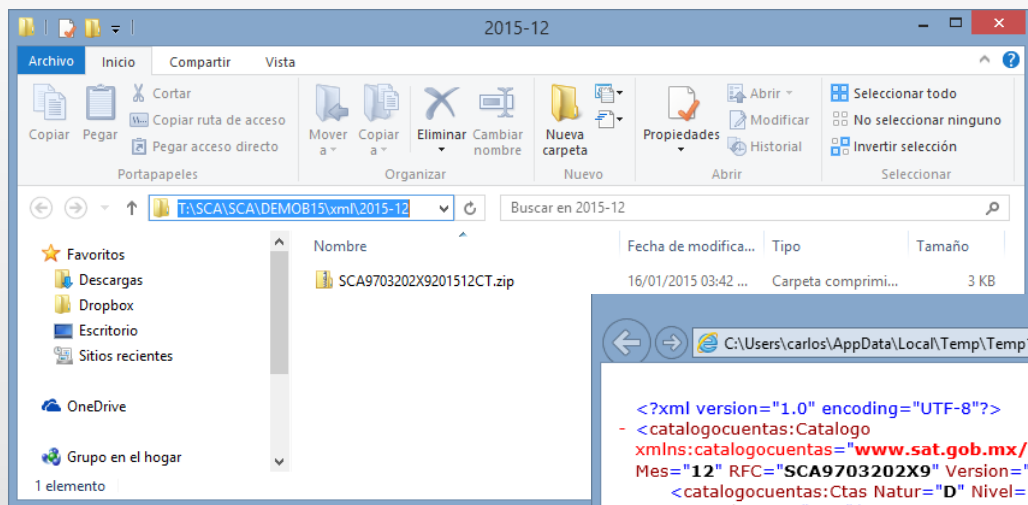 2015-12
Archivo Inicio Compartir Vista
Copiar
Pegar
Cortar
Copiar ruta de acceso
Pegar acceso directo
Portapapeles
Mover a
Copiar a
Eliminar
Cambiar nombre
Organizar
Nueva carpeta
Nuevo
Propiedades
Abrir
Modificar
Historial
Abrir
Seleccionar todo
No seleccionar ninguno
Invertir selección
Seleccionar
T:\SCA\SCA\DEMOB15\xml\2015-12
Buscar en 2015-12
Favoritos
Descargas
Dropbox
Escritorio
Sitios recientes
OneDrive
Grupo en el hogar
1 elemento
Nombre Fecha de modifica... Tipo Tamaño
SCA9703202X9201512CT.zip 16/01/2015 03:42 ... Carpeta comprimi... 3 KB
C:\Users\carlos\AppData\Local\Temp\Temp
<?xml version="1.0" encoding="UTF-8"?>
- <catalogocuentas:Catalogo
xmlns:catalogocuentas="www.sat.gob.mx/
Mes="12" RFC="SCA9703202X9" Version="
<catalogocuentas:Ctas Natur="D" Nivel=